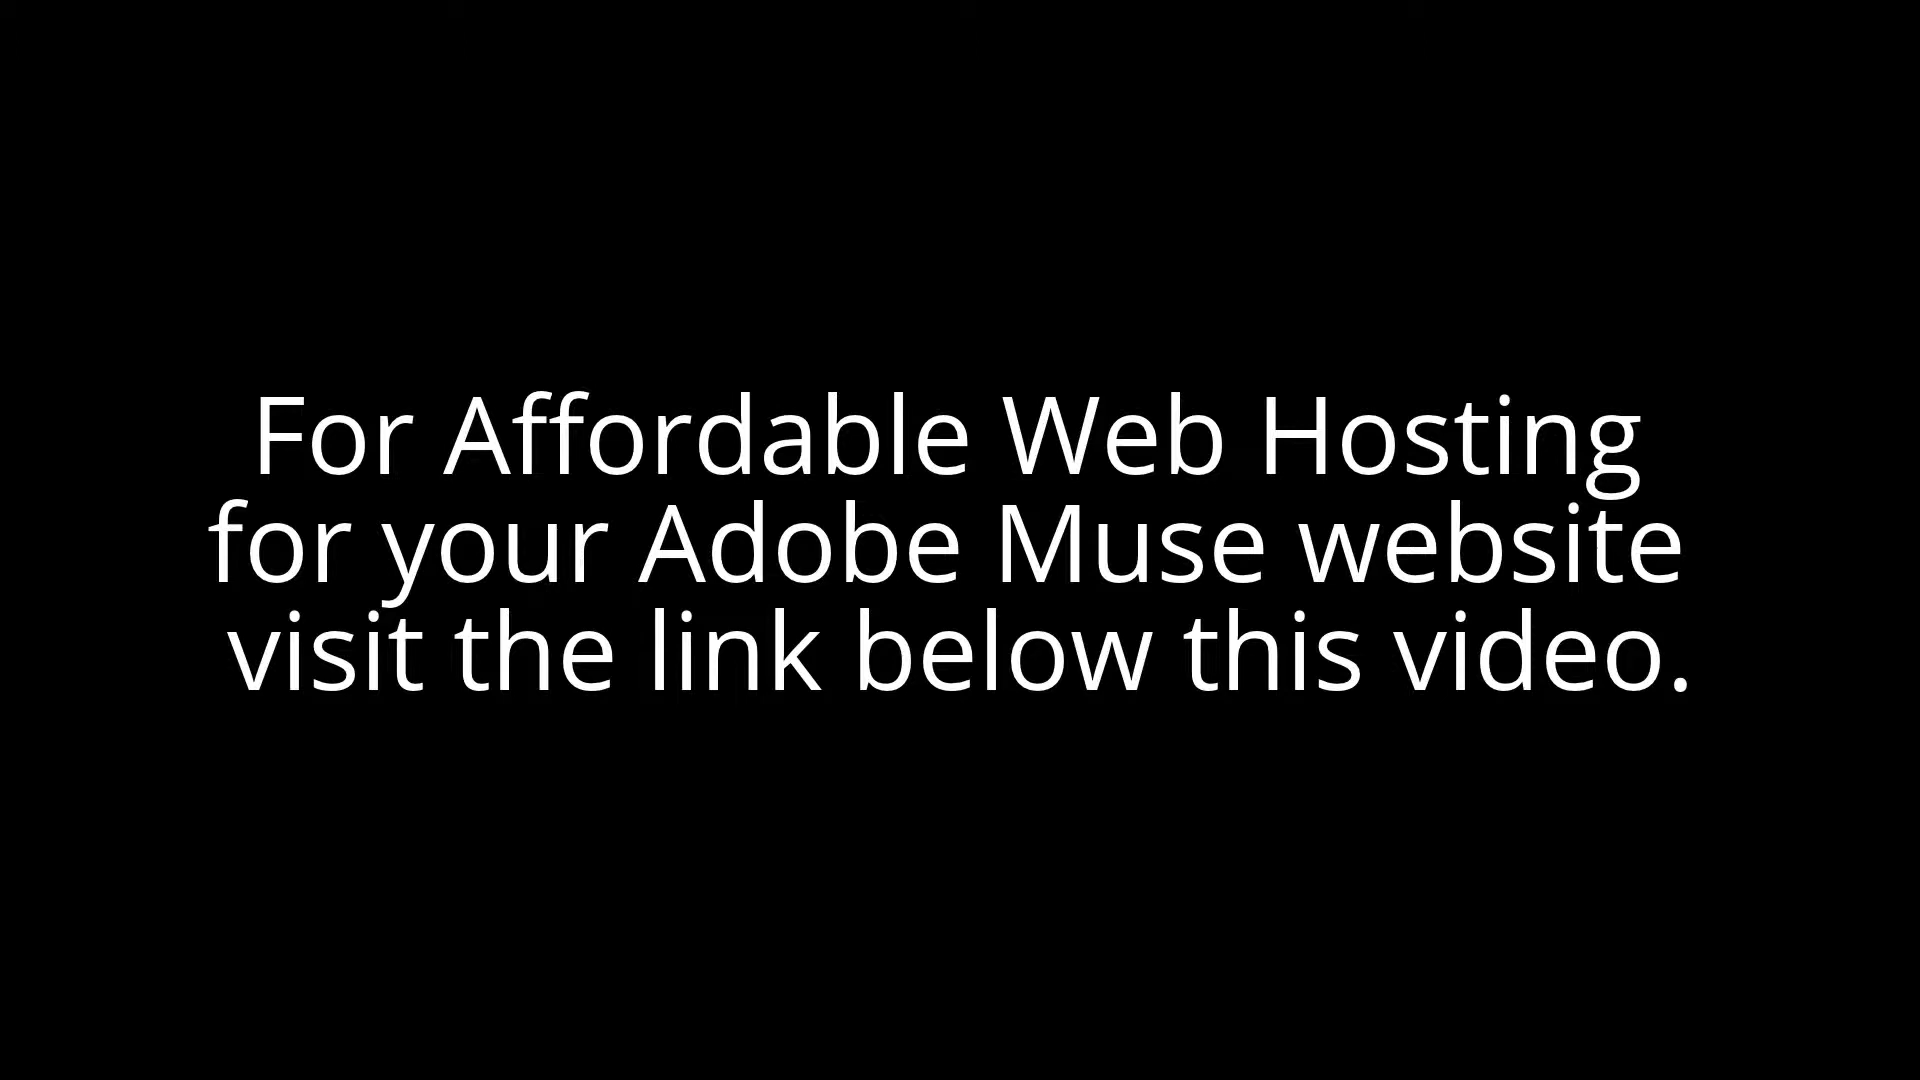 For Affordable Web Hosting
for your Adobe Muse website
visit the link below this video.